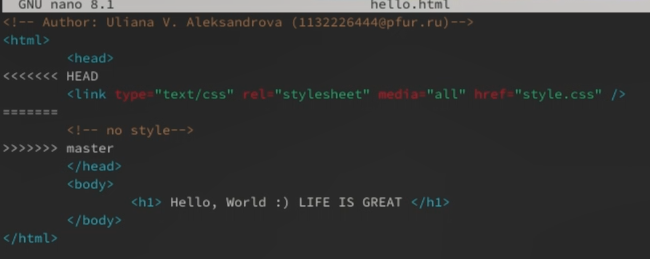 GNU nano 8.1 hello.html
<!-- Author: Uliana V. Aleksandrova (1132226444@pfur.ru)-->
<html>
<head>
<<<<<<< HEAD
<link type="text/css" rel="stylesheet" media="all" href="style.css" />
=======
<!-- no style-->
>>>>>>> master
</head>
<body>
<h1> Hello, World :) LIFE IS GREAT </h1>
</body>
</html>